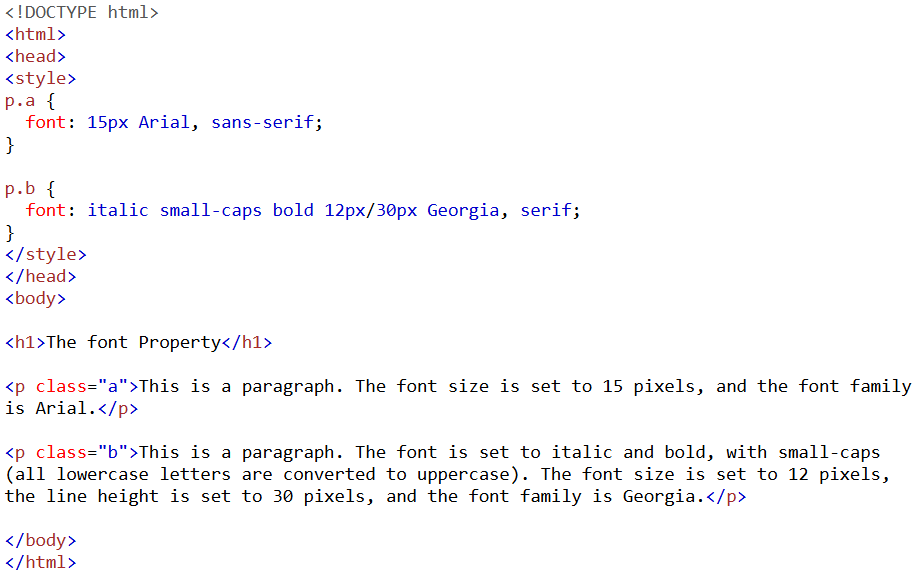 <!DOCTYPE html>
<html>
<head>
<style>
p.a {
  font: 15px Arial, sans-serif;
}

p.b {
  font: italic small-caps bold 12px/30px Georgia, serif;
}
</style>
</head>
<body>

<h1>The font Property</h1>

<p class="a">This is a paragraph. The font size is set to 15 pixels, and the font family
is Arial.</p>

<p class="b">This is a paragraph. The font is set to italic and bold, with small-caps
(all lowercase letters are converted to uppercase). The font size is set to 12 pixels,
the line height is set to 30 pixels, and the font family is Georgia.</p>

</body>
</html>